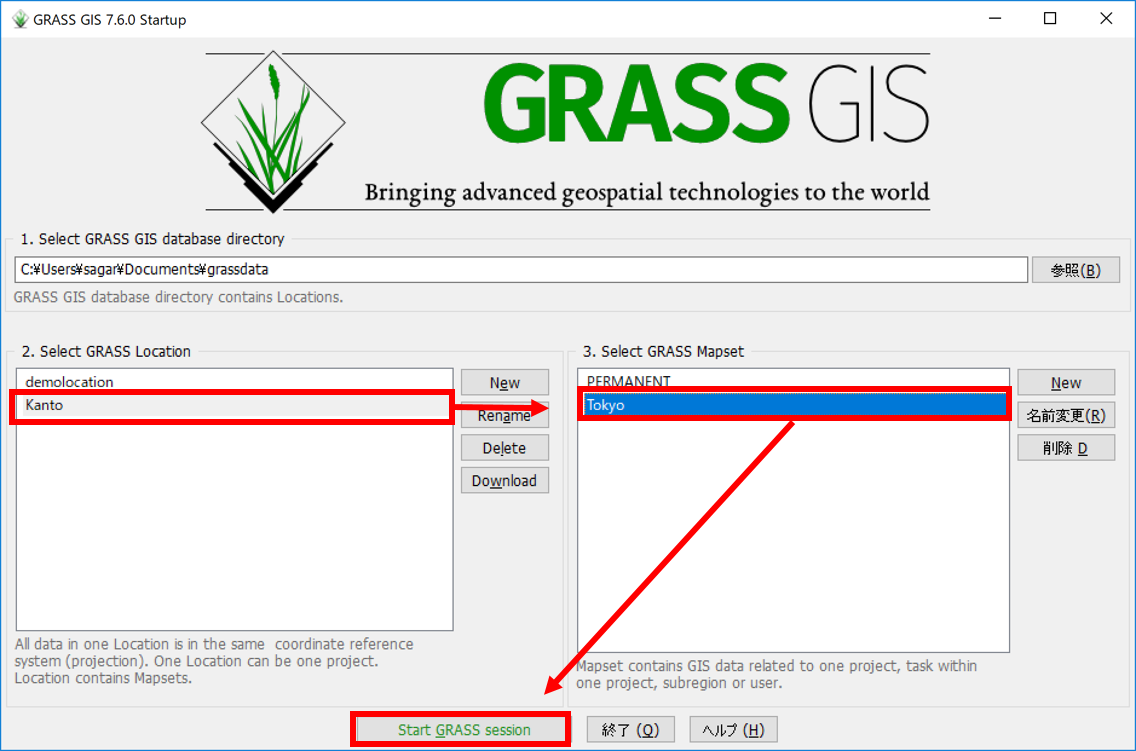 GRASS GIS 7.6.0 Startup
GRASS GIS
Bringing advanced geospatial technologies to the world
1. Select GRASS GIS database directory
C:¥Users¥sagar¥Documents¥grassdata
参照(B)
GRASS GIS database directory contains Locations.
2. Select GRASS Location
demolocation
Kanto
New
Rename
Delete
Download
All data in one Location is in the same  coordinate reference
system (projection). One Location can be one project.
Location contains Mapsets.
3. Select GRASS Mapset
PERMANENT
Tokyo
New
名前変更(R)
削除 D
Mapset contains GIS data related to one project, task within
one project, subregion or user.
Start GRASS session
終了 (Q)
ヘルプ (H)